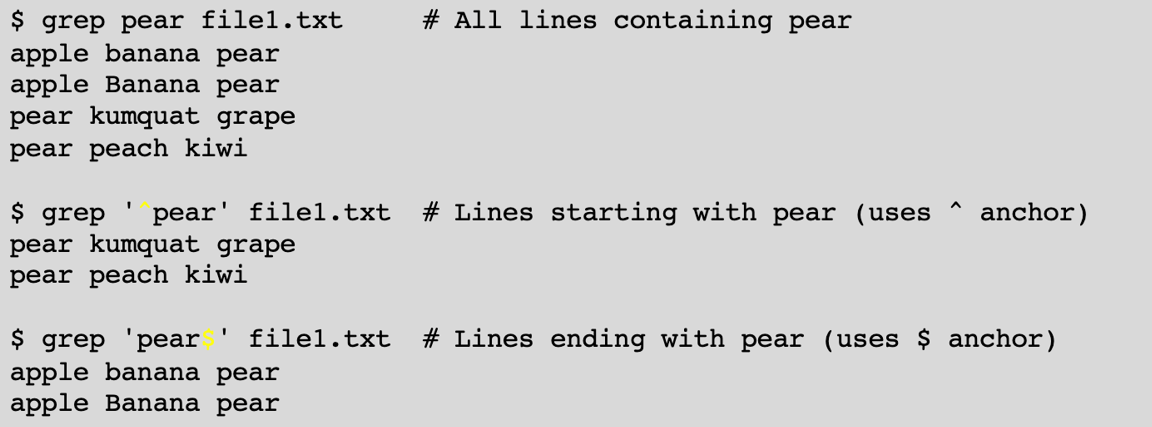 $ grep pear file1.txt     # All lines containing pear
apple banana pear
apple Banana pear
pear kumquat grape
pear peach kiwi

$ grep '^pear' file1.txt  # Lines starting with pear (uses ^ anchor)
pear kumquat grape
pear peach kiwi

$ grep 'pear$' file1.txt  # Lines ending with pear (uses $ anchor)
apple banana pear
apple Banana pear